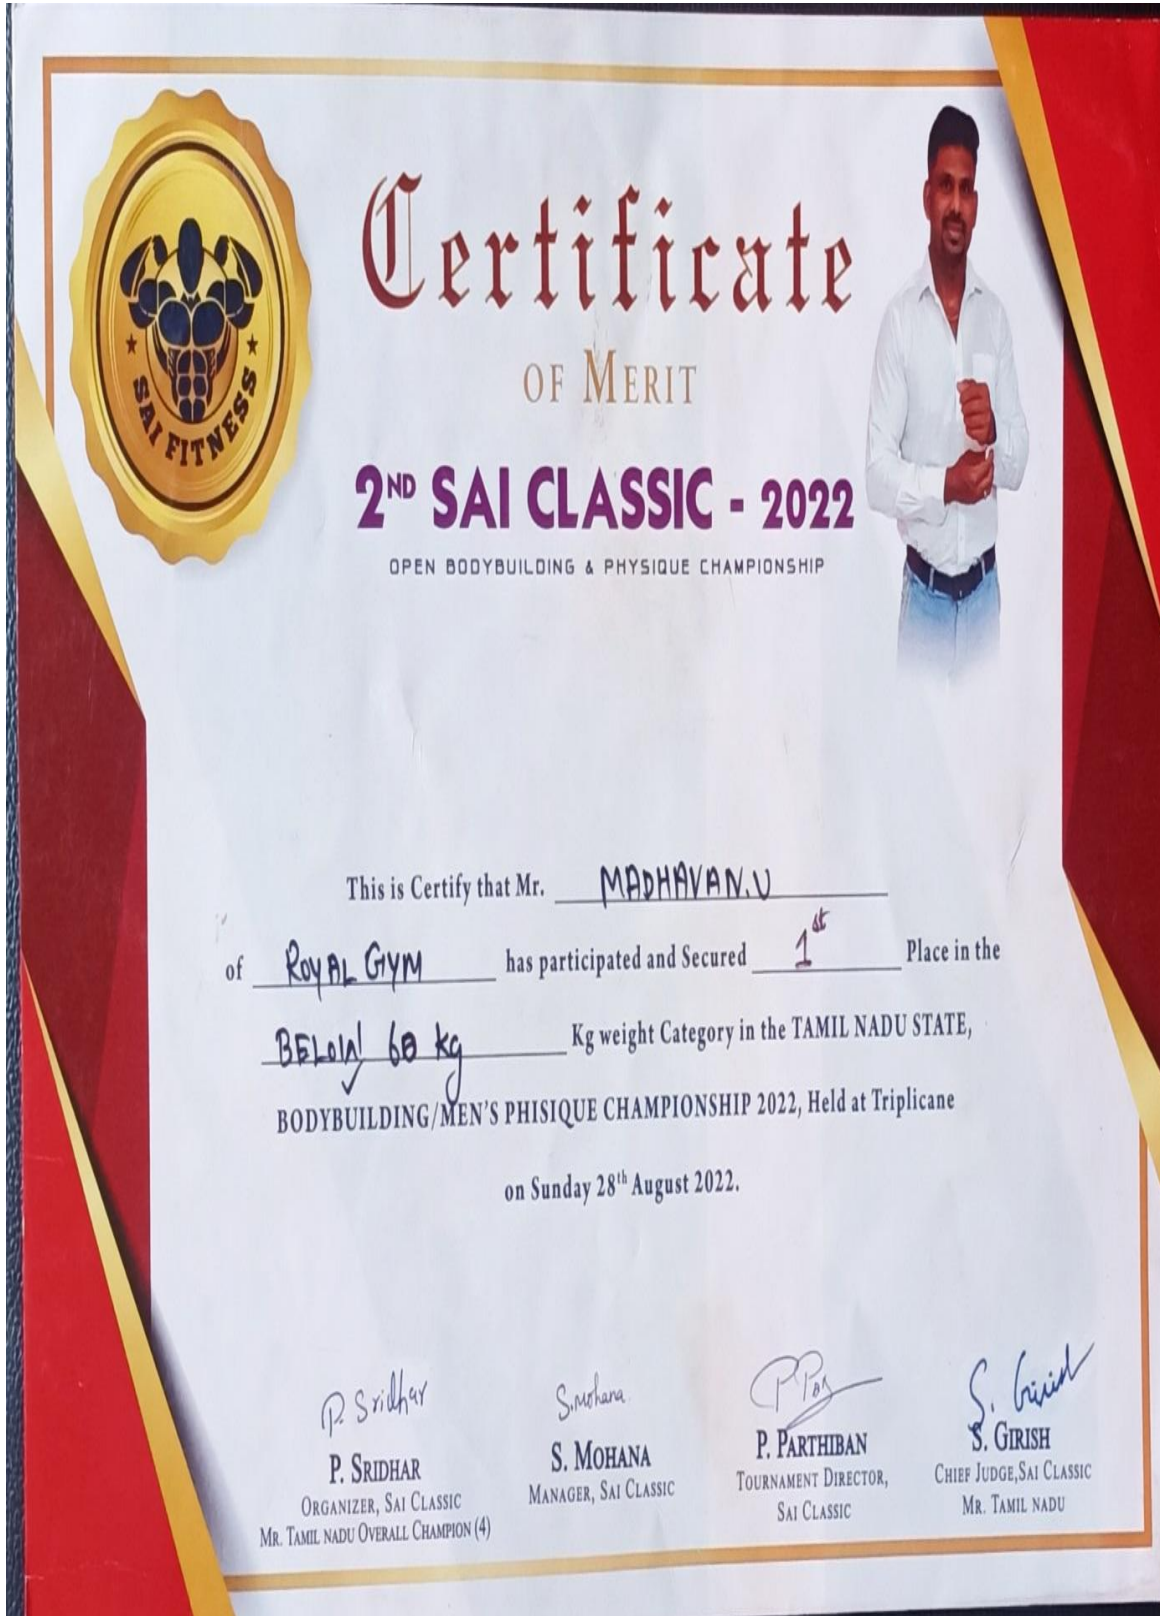 SAI FITNESS
Certificate
OF MERIT
2ND SAI CLASSIC - 2022
OPEN BODYBUILDING & PHYSIQUE CHAMPIONSHIP
This is Certify that Mr. MADHAVAN.U
of ROYAL GYM has participated and Secured 1st Place in the
BELOW 60 kg Kg weight Category in the TAMIL NADU STATE,
BODYBUILDING/MEN'S PHISIQUE CHAMPIONSHIP 2022, Held at Triplicane
on Sunday 28th August 2022.
P. Sridhar S.mohana S. Girish
P. SRIDHAR S. MOHANA P. PARTHIBAN S. GIRISH
ORGANIZER, SAI CLASSIC MANAGER, SAI CLASSIC TOURNAMENT DIRECTOR, CHIEF JUDGE,SAI CLASSIC
MR. TAMIL NADU OVERALL CHAMPION (4) SAI CLASSIC MR. TAMIL NADU